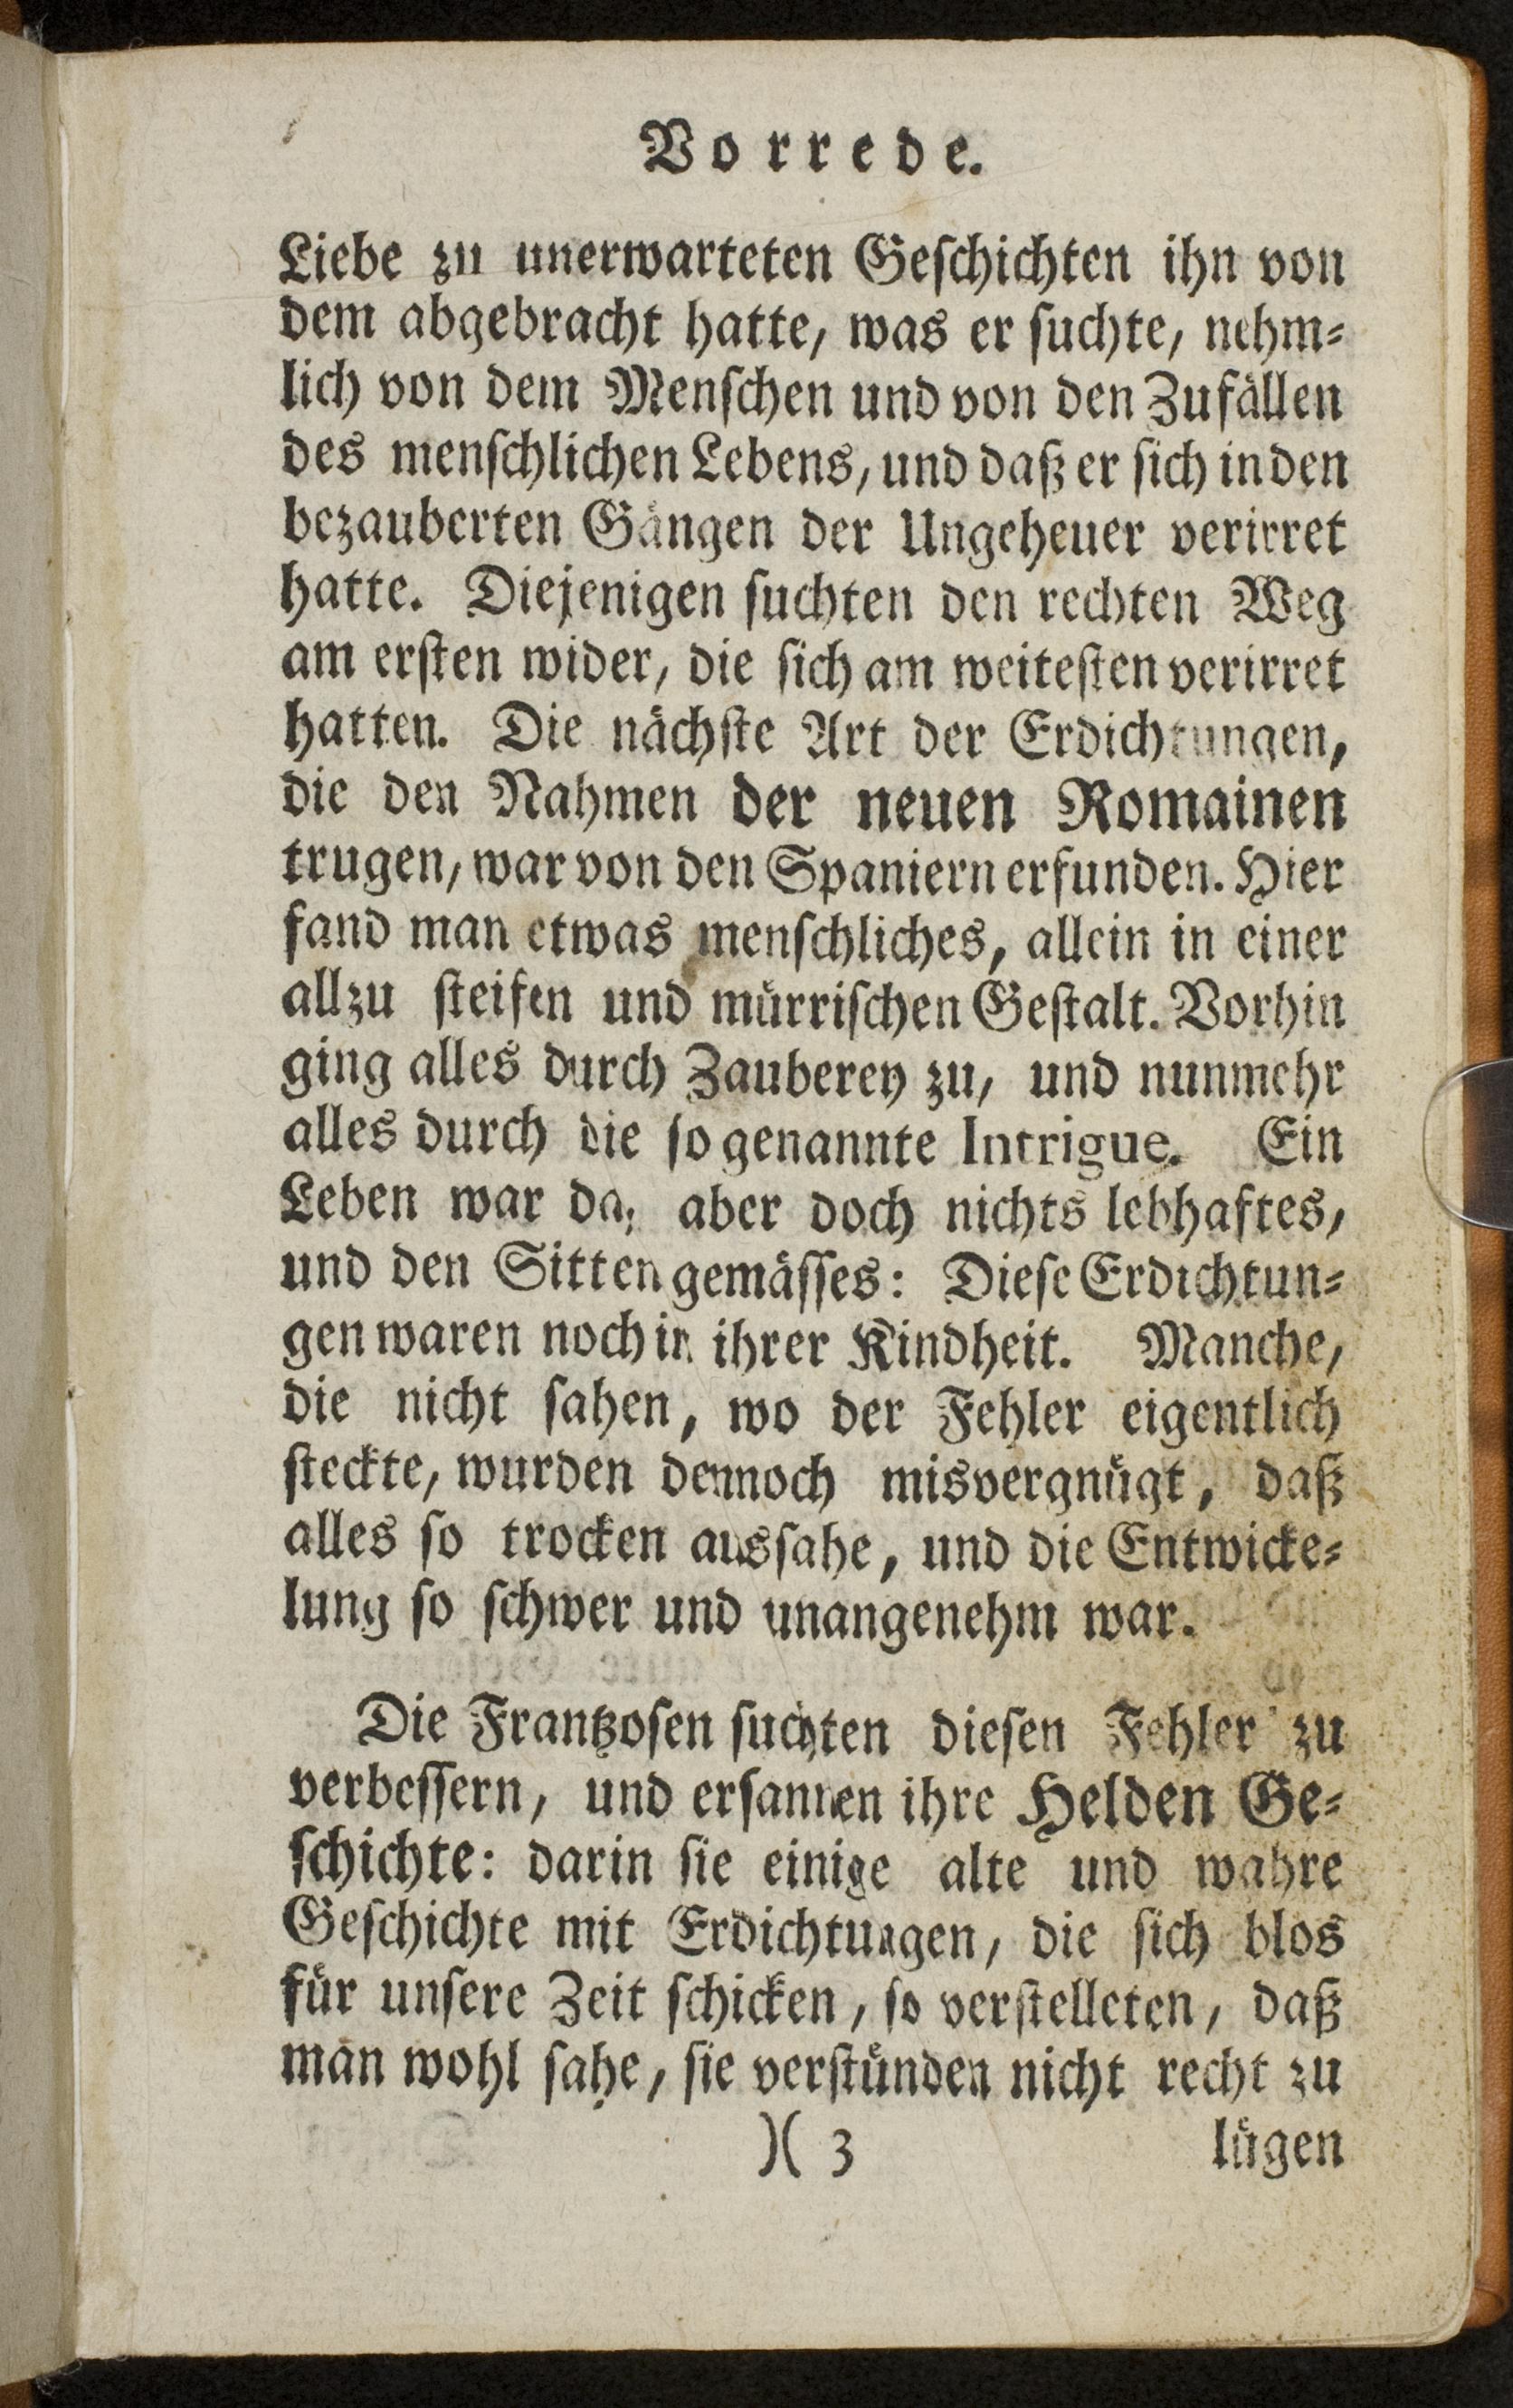 Vorrede.
Liebe zu unerwarteten Geſchichten ihn von
dem abgebracht hatte, was er ſuchte, nehm⸗
lich von dem Menſchen und von den Zufällen
des menſchlichen Lebens, und daß er ſich in den
bezauberten Gängen der Ungeheuer verirret
hatte. Diejenigen ſuchten den rechten Weg
am erſten wider, die ſich am weiteſten verirret
hatten. Die nächſte Art der Erdichtungen,
die den Nahmen der neuen Romainen
trugen, war von den Spaniern erfunden. Hier
fand man etwas menſchliches, allein in einer
allzu ſteifen und mürriſchen Geſtalt. Vorhin
ging alles durch Zauberey zu, und nunmehr
alles durch die ſo genannte Intrigue. Ein
Leben war da, aber doch nichts lebhaftes,
und den Sitten gemäſſes: Dieſe Erdichtun⸗
gen waren noch in ihrer Kindheit. Manche,
die nicht ſahen, wo der Fehler eigentlich
ſteckte, wurden dennoch misvergnügt, daß
alles ſo trocken ausſahe, und die Entwicke⸗
lung ſo ſchwer und unangenehm war.
Die Frantzoſen ſuchten dieſen Fehler zu
verbeſſern, und erſannen ihre Helden Ge⸗
ſchichte: darin ſie einige alte und wahre
Geſchichte mit Erdichtungen, die ſich blos
für unſere Zeit ſchicken, ſo verſtelleten, daß
man wohl ſahe, ſie verſtünden nicht recht zu
)( 3 lügen